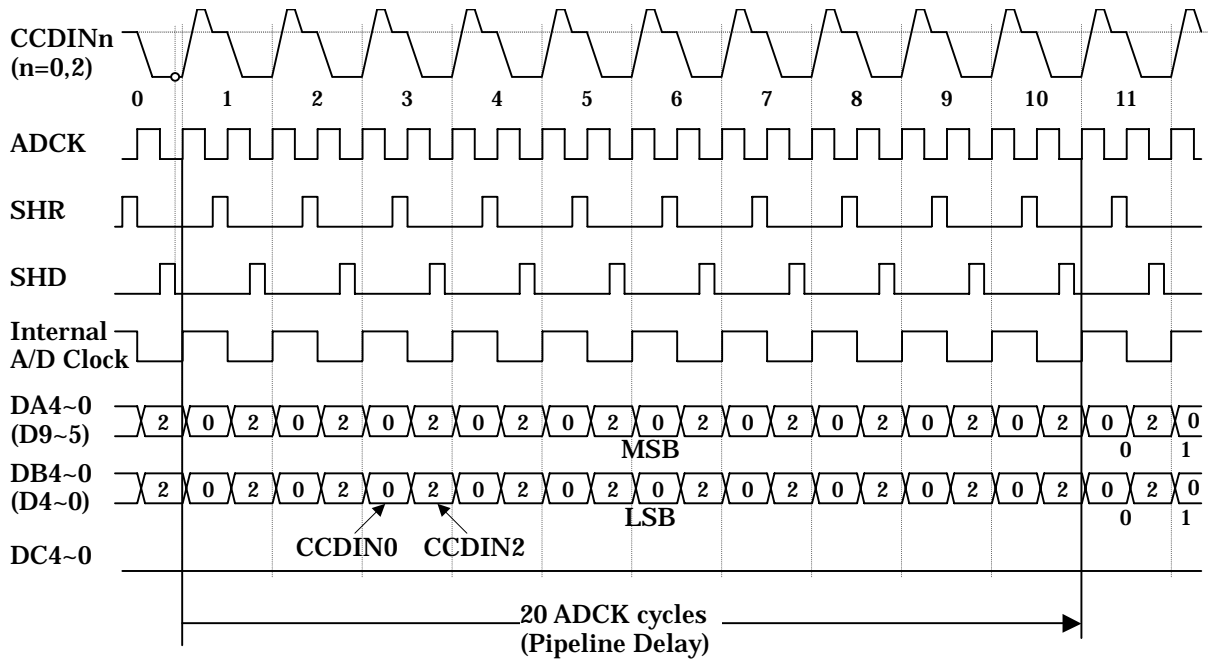 CCDINn
(n=0,2)
0 1 2 3 4 5 6 7 8 9 10 11
ADCK
SHR
SHD
Internal
A/D Clock
DA4~0
(D9~5)
2 0 2 0 2 0 2 0 2 0 2 0 2 0 2 0 2 0 2 0 2 0 2 0
MSB 0 1
DB4~0
(D4~0)
2 0 2 0 2 0 2 0 2 0 2 0 2 0 2 0 2 0 2 0 2 0 2 0
LSB 0 1
CCDIN0 CCDIN2
DC4~0
20 ADCK cycles
(Pipeline Delay)